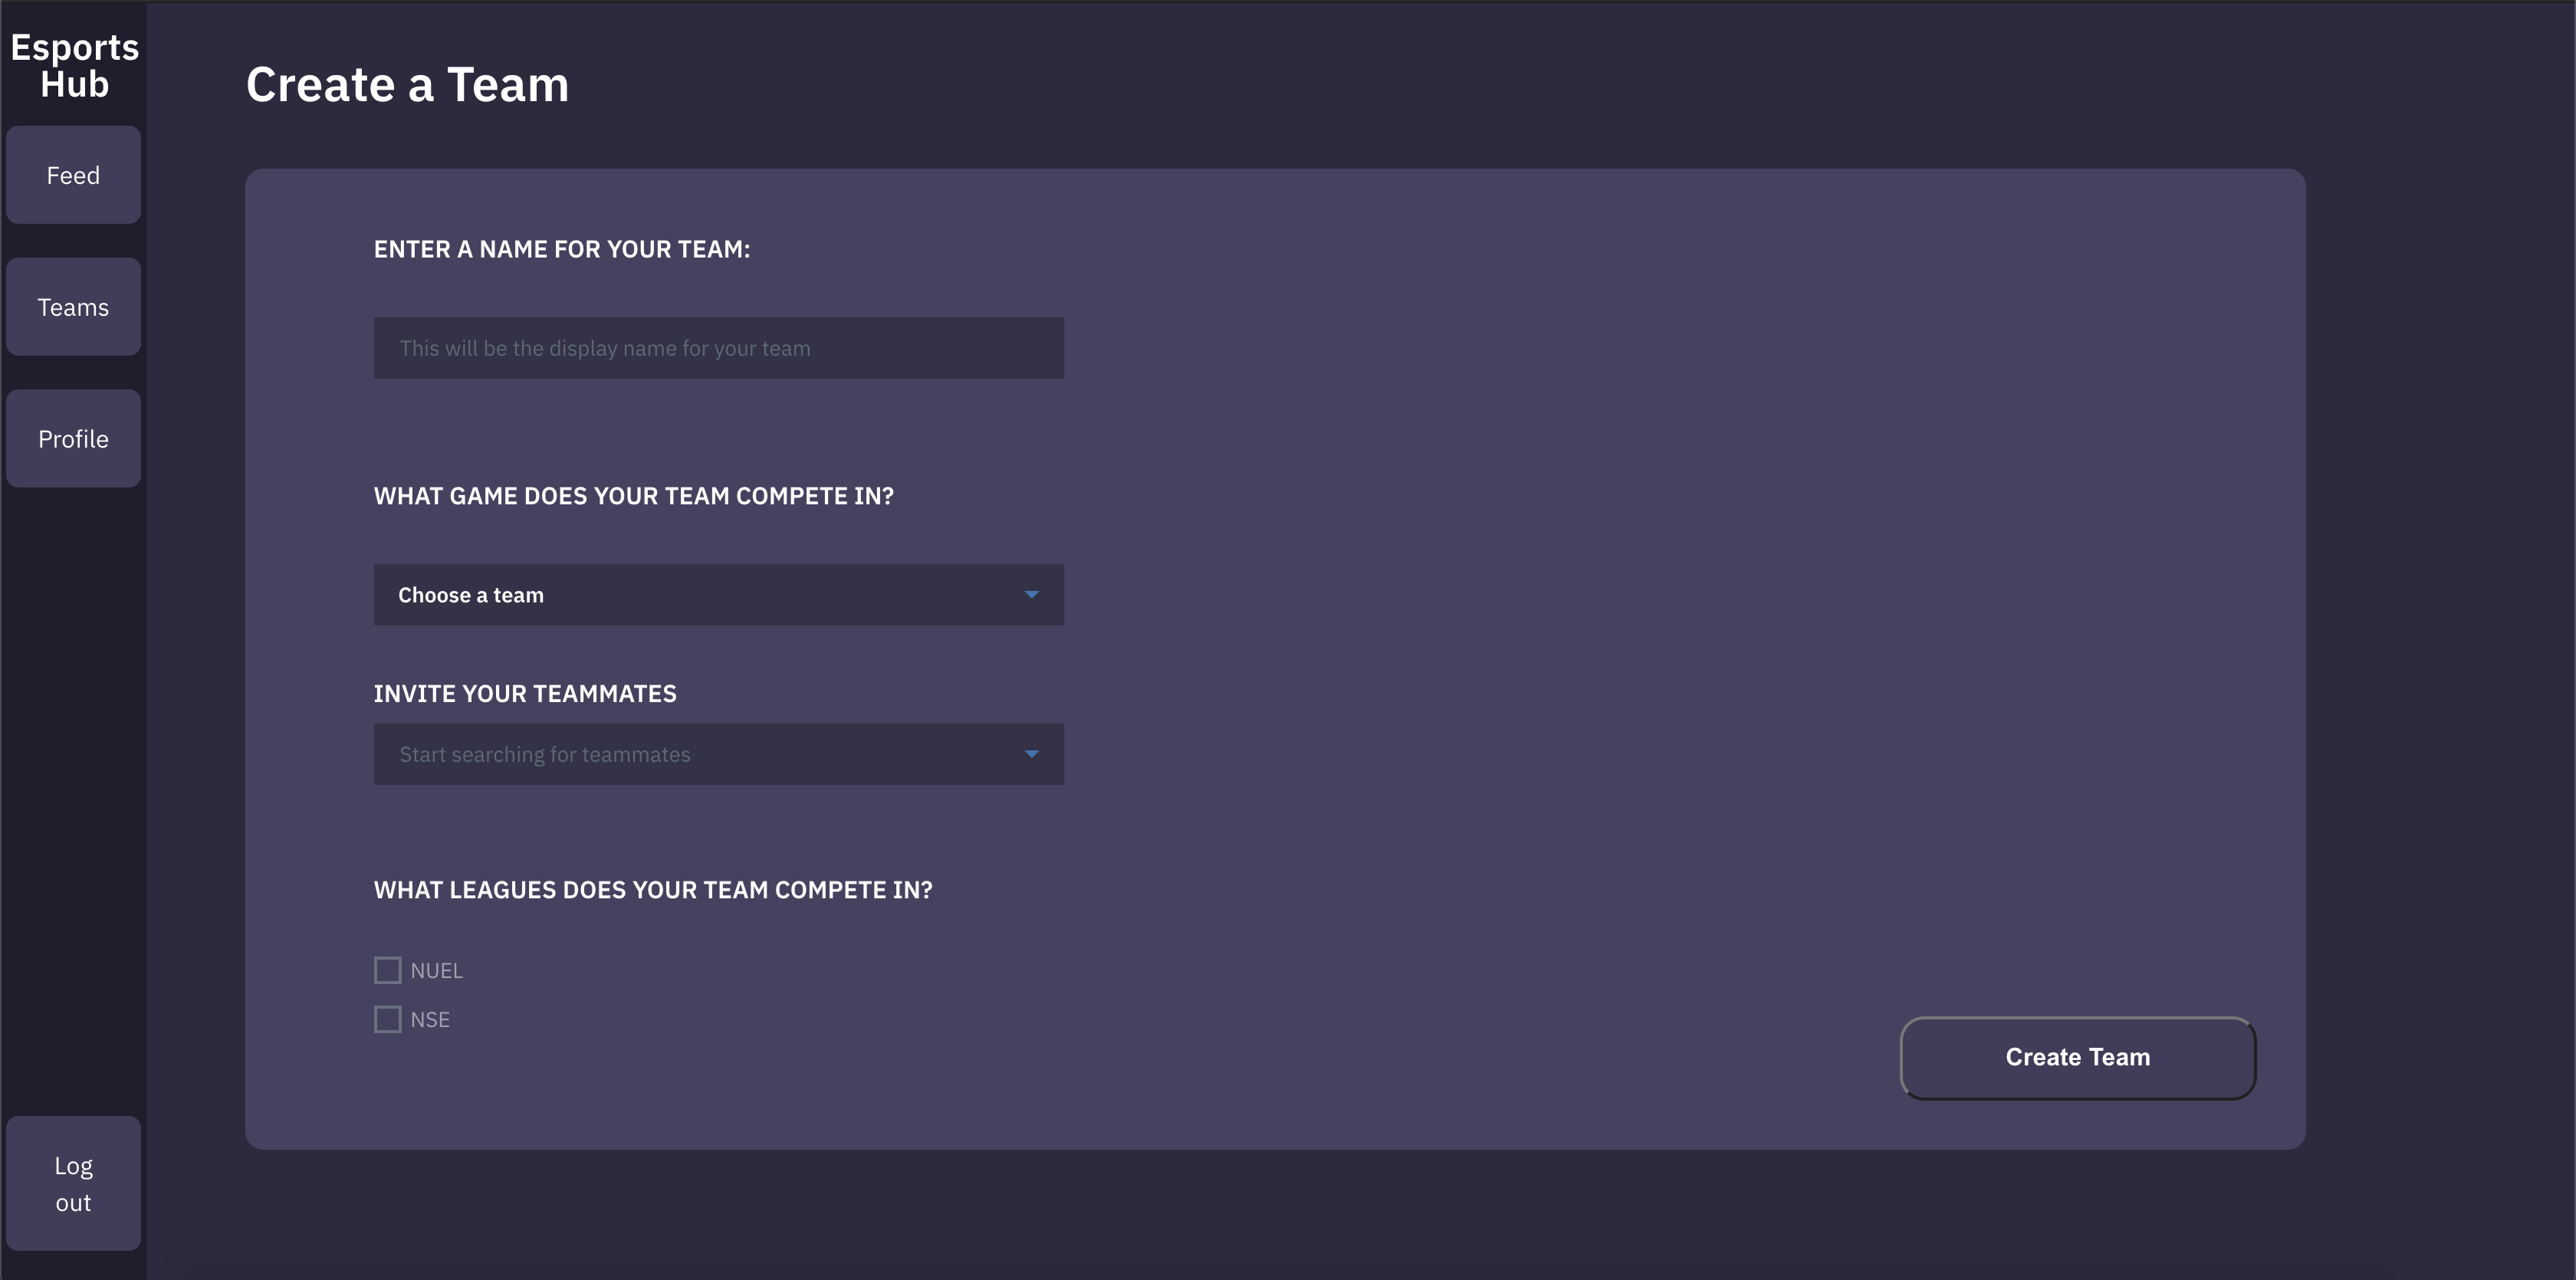 Esports
Hub
Feed
Teams
Profile
Log
out
Create a Team
ENTER A NAME FOR YOUR TEAM:
This will be the display name for your team
WHAT GAME DOES YOUR TEAM COMPETE IN?
Choose a team
INVITE YOUR TEAMMATES
Start searching for teammates
WHAT LEAGUES DOES YOUR TEAM COMPETE IN?
NUEL
NSE
Create Team